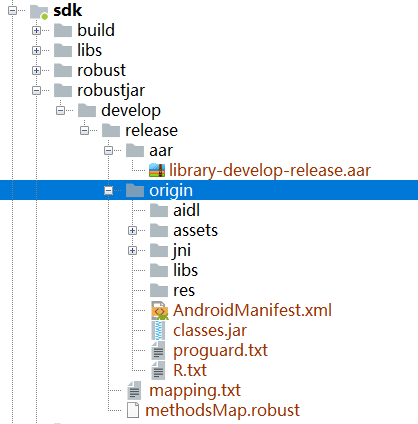 sdk
build
libs
robust
robustjar
develop
release
aar
library-develop-release.aar
origin
aidl
assets
jni
libs
res
AndroidManifest.xml
classes.jar
proguard.txt
R.txt
mapping.txt
methodsMap.robust